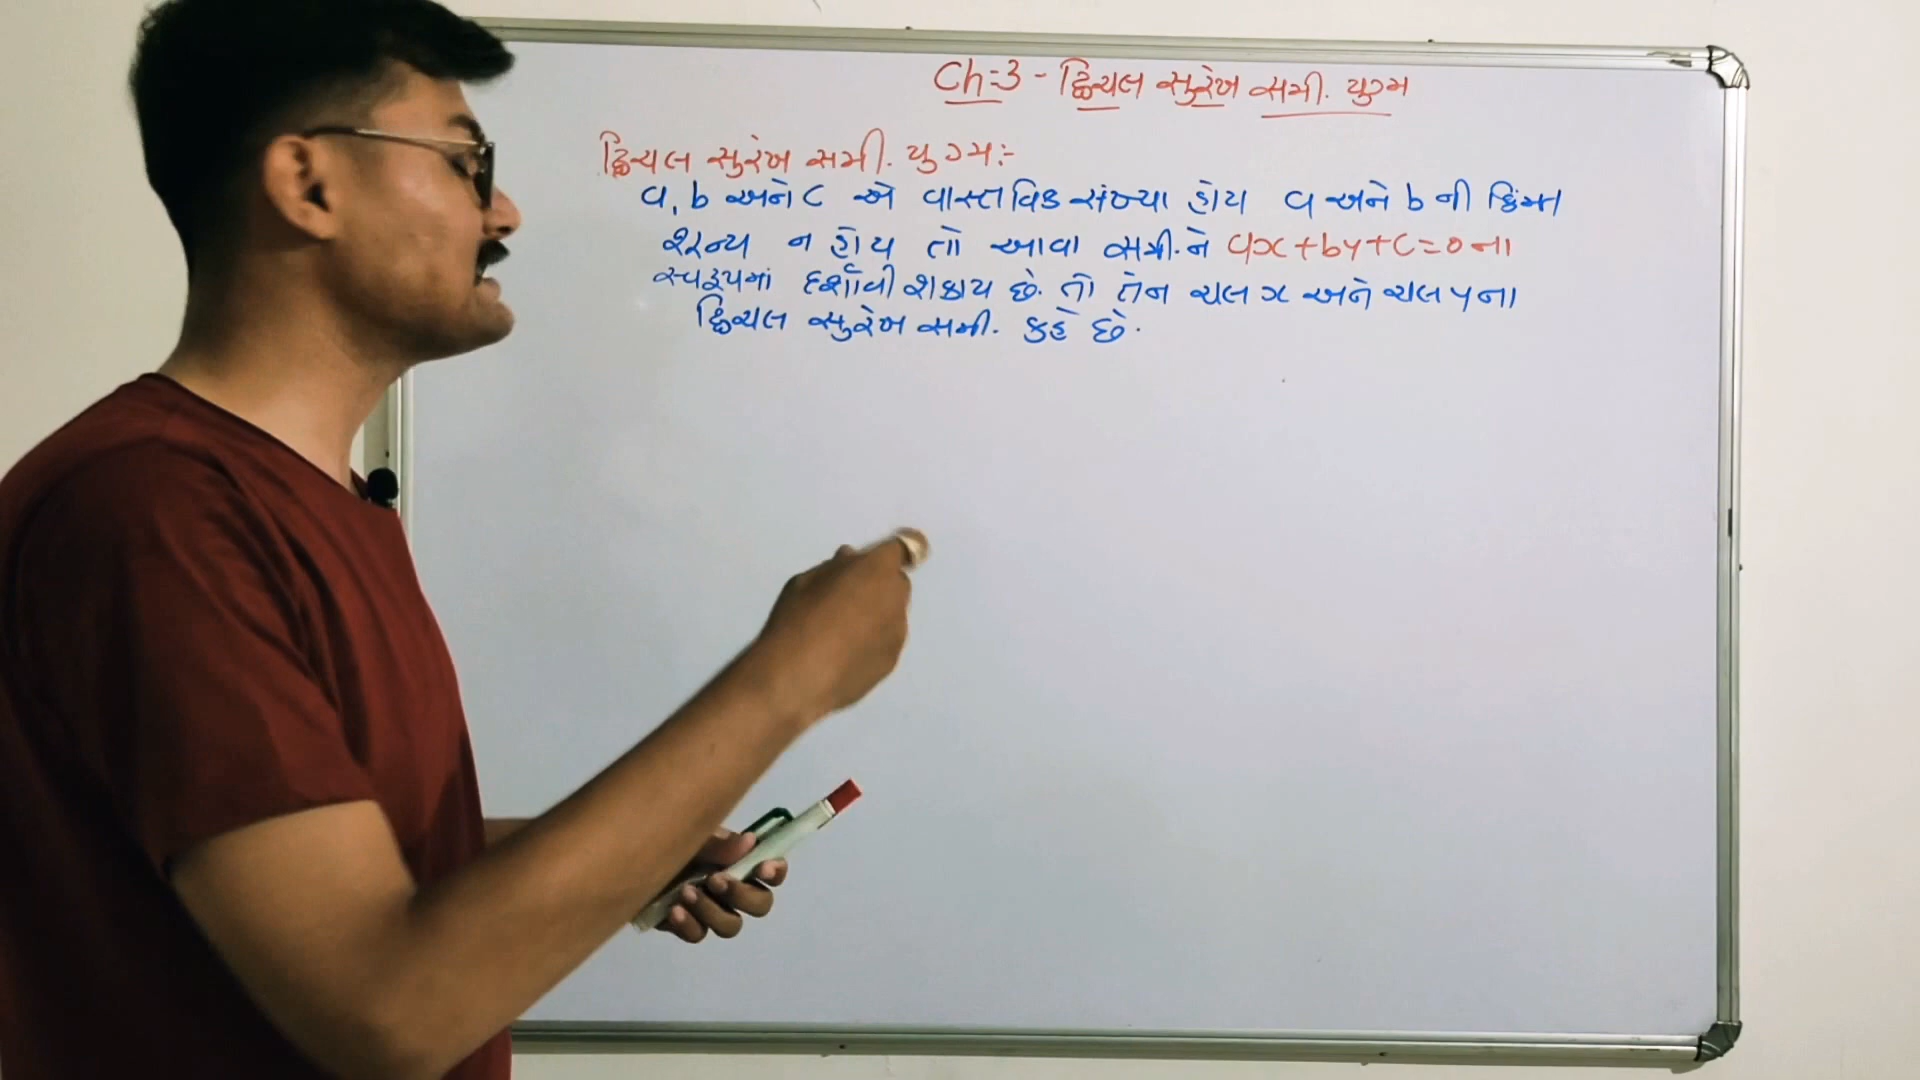 Ch=3 - દ્વિચલ સુરેખ સમી. યુગ્મ
દ્વિચલ સુરેખ સમી. યુગ્મ:-
a, b અને C એ વાસ્તવિક સંખ્યા હોય a અને b ની કિંમત
શૂન્ય ન હોય તો આવા સમી.ને ax+by+c=0 ના
સ્વરૂપમાં દર્શાવી શકાય છે. તો તેન ચલ x અને ચલ y ના
દ્વિચલ સુરેખ સમી. કહે છે.